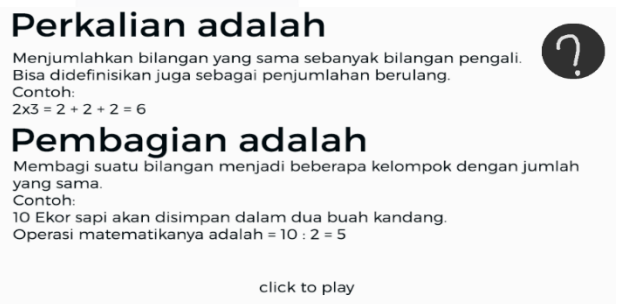 Perkalian adalah
Menjumlahkan bilangan yang sama sebanyak bilangan pengali.
Bisa didefinisikan juga sebagai penjumlahan berulang.
Contoh:
2x3 = 2 + 2 + 2 = 6
?
Pembagian adalah
Membagi suatu bilangan menjadi beberapa kelompok dengan jumlah
yang sama.
Contoh:
10 Ekor sapi akan disimpan dalam dua buah kandang.
Operasi matematikanya adalah = 10 : 2 = 5
click to play